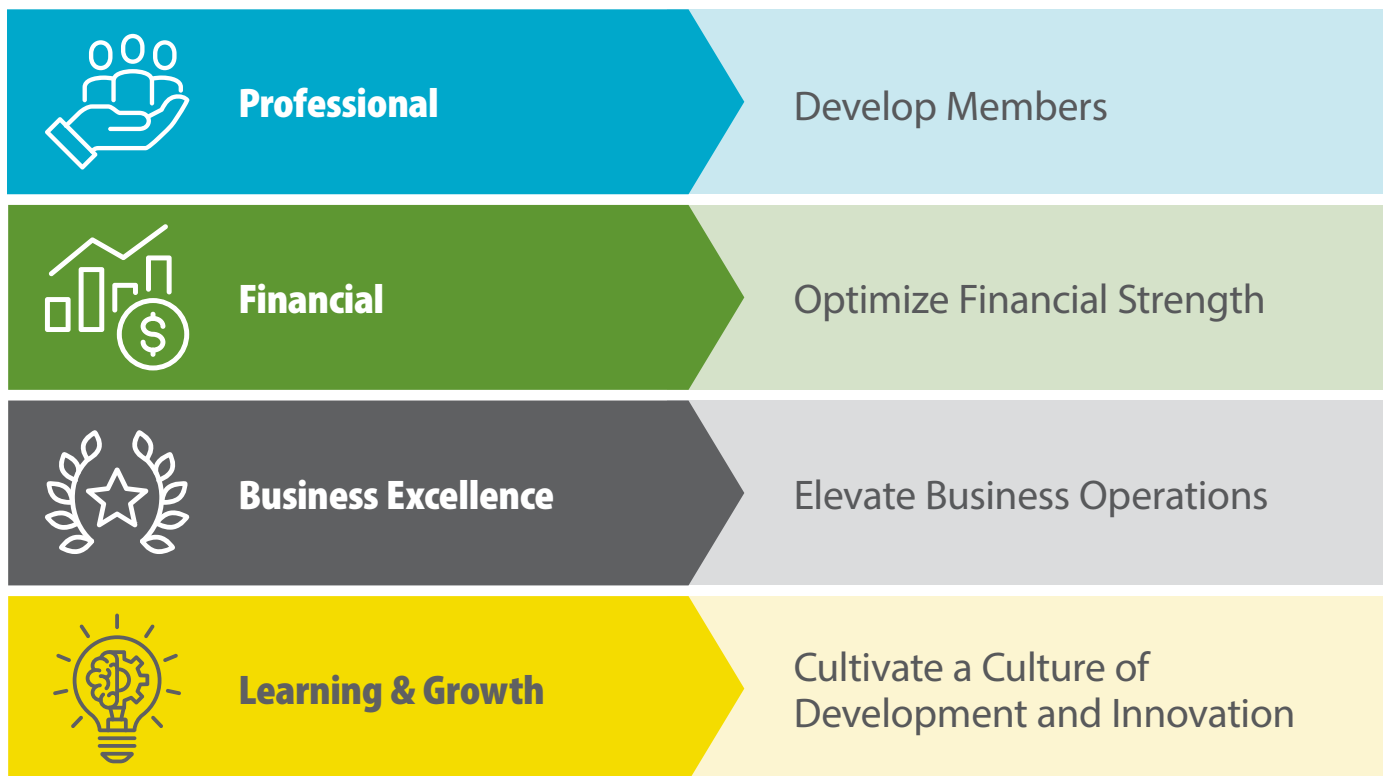 Professional
Develop Members
Financial
$
Optimize Financial Strength
Business Excellence
Elevate Business Operations
Learning & Growth
Cultivate a Culture of
Development and Innovation